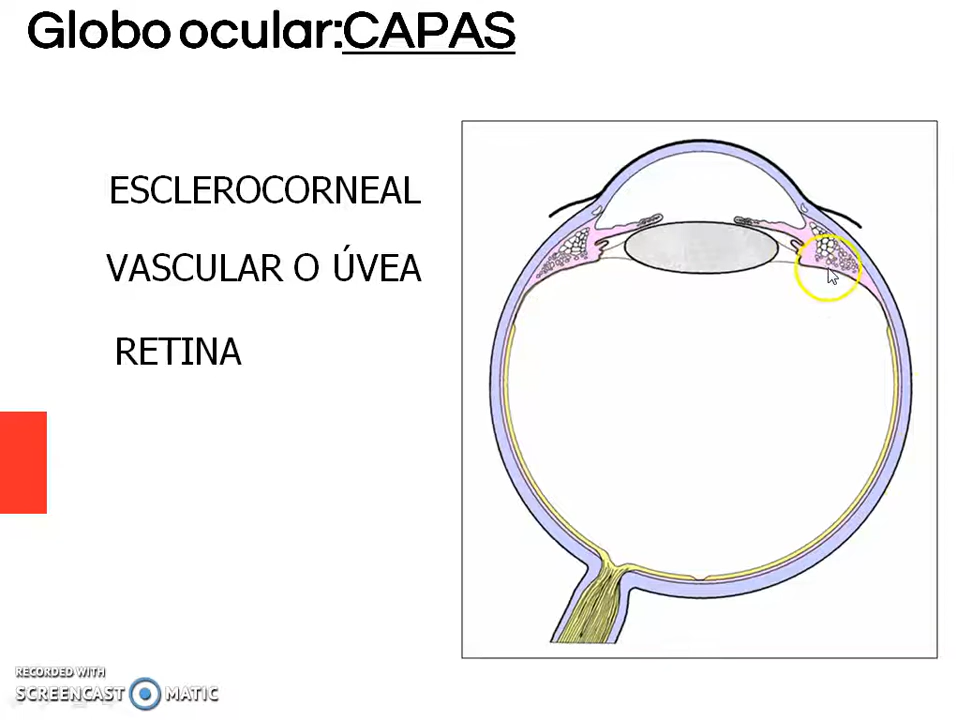 Globo ocular:CAPAS
ESCLEROCORNEAL
VASCULAR O ÚVEA
RETINA
RECORDED WITH
SCREENCAST MATIC